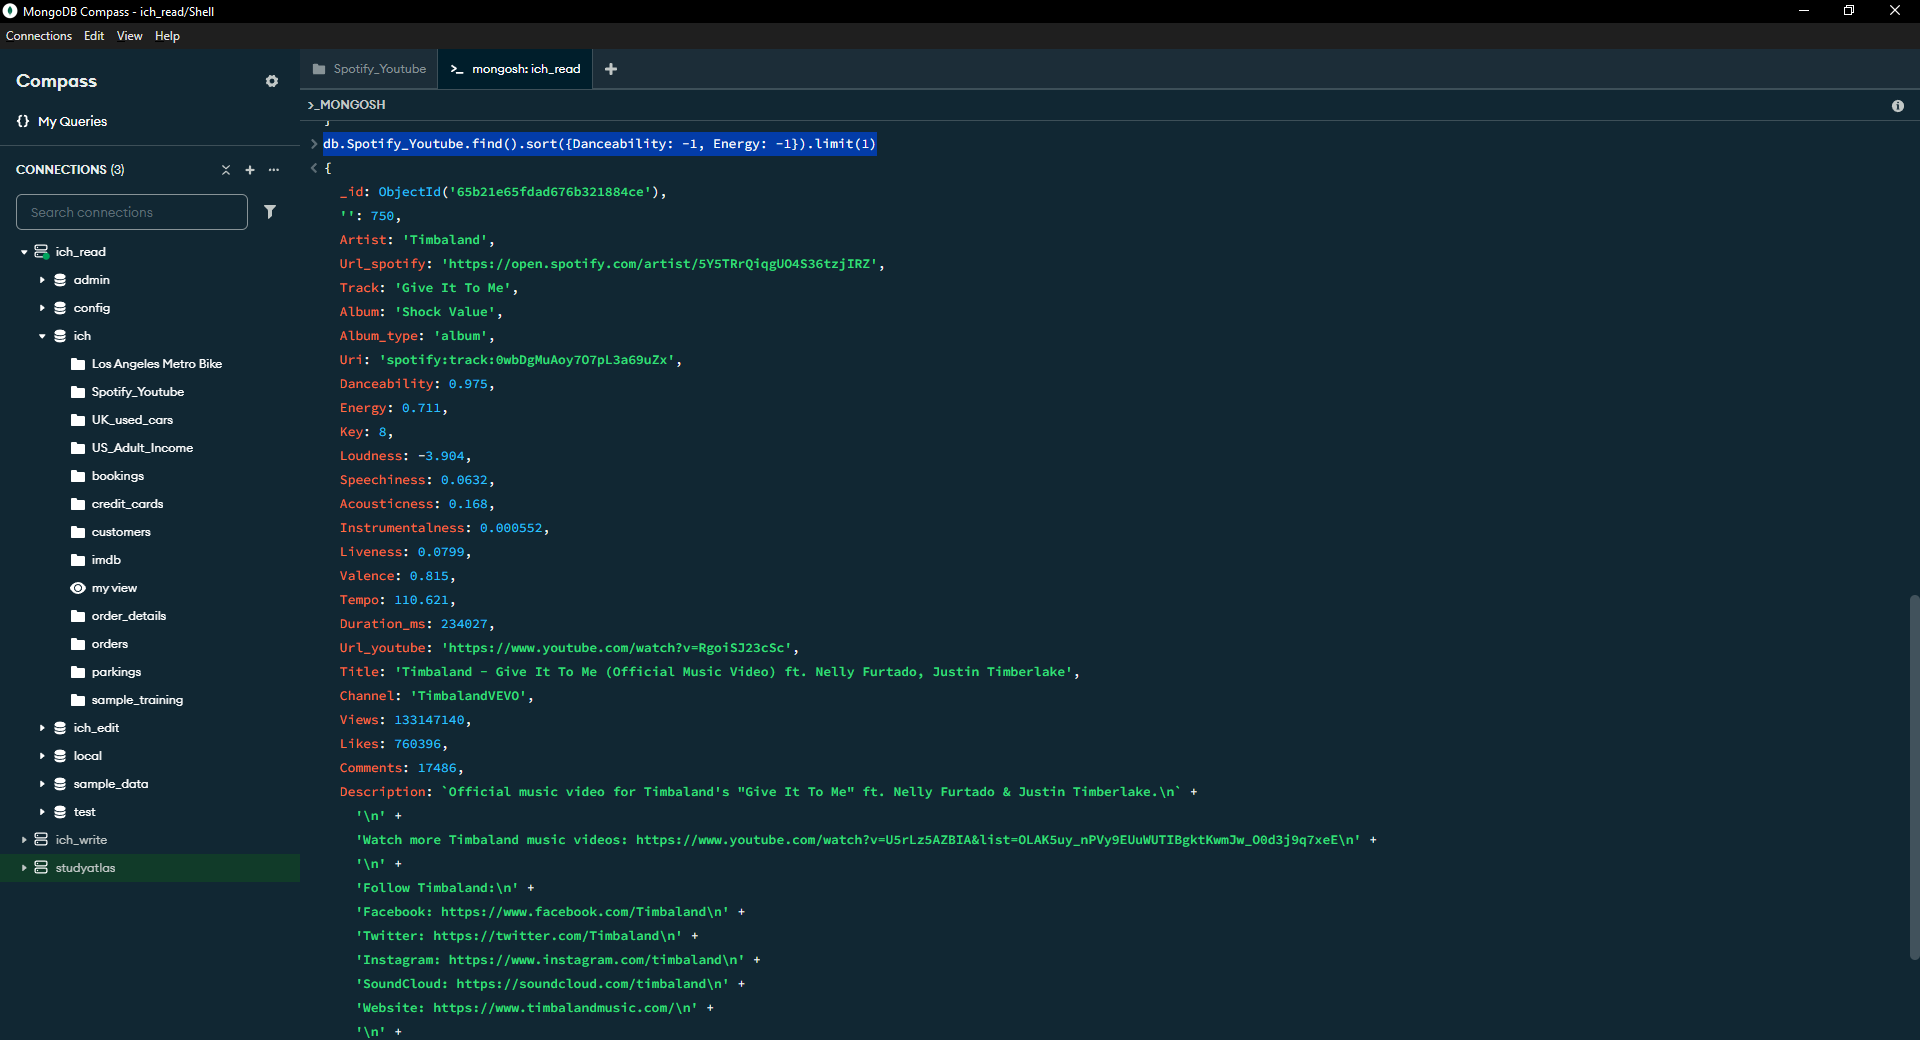 MongoDB Compass - ich_read/Shell
Connections Edit View Help
Compass
{} My Queries
CONNECTIONS (3)
Search connections
ich_read
admin
config
ich
Los Angeles Metro Bike
Spotify_Youtube
UK_used_cars
US_Adult_Income
bookings
credit_cards
customers
imdb
my view
order_details
orders
parkings
sample_training
ich_edit
local
sample_data
test
ich_write
studyatlas
Spotify_Youtube
>_ mongosh: ich_read
>_MONGOSH
> db.Spotify_Youtube.find().sort({Danceability: -1, Energy: -1}).limit(1)
< {
_id: ObjectId('65b21e65fdad676b321884ce'),
'': 750,
Artist: 'Timbaland',
Url_spotify: 'https://open.spotify.com/artist/5Y5TRrQiqgUO4S36tzjIRZ',
Track: 'Give It To Me',
Album: 'Shock Value',
Album_type: 'album',
Uri: 'spotify:track:0wbDgMuAoy7O7pL3a69uZx',
Danceability: 0.975,
Energy: 0.711,
Key: 8,
Loudness: -3.904,
Speechiness: 0.0632,
Acousticness: 0.168,
Instrumentalness: 0.000552,
Liveness: 0.0799,
Valence: 0.815,
Tempo: 110.621,
Duration_ms: 234027,
Url_youtube: 'https://www.youtube.com/watch?v=RgoiSJ23cSc',
Title: 'Timbaland - Give It To Me (Official Music Video) ft. Nelly Furtado, Justin Timberlake',
Channel: 'TimbalandVEVO',
Views: 133147140,
Likes: 760396,
Comments: 17486,
Description: `Official music video for Timbaland's "Give It To Me" ft. Nelly Furtado & Justin Timberlake.\n` +
'\n' +
'Watch more Timbaland music videos: https://www.youtube.com/watch?v=U5rLz5AZBIA&list=OLAK5uy_nPVy9EUuWUTIBgktKwmJw_O0d3j9q7xeE\n' +
'\n' +
'Follow Timbaland:\n' +
'Facebook: https://www.facebook.com/Timbaland\n' +
'Twitter: https://twitter.com/Timbaland\n' +
'Instagram: https://www.instagram.com/timbaland\n' +
'SoundCloud: https://soundcloud.com/timbaland\n' +
'Website: https://www.timbalandmusic.com/\n' +
'\n' +